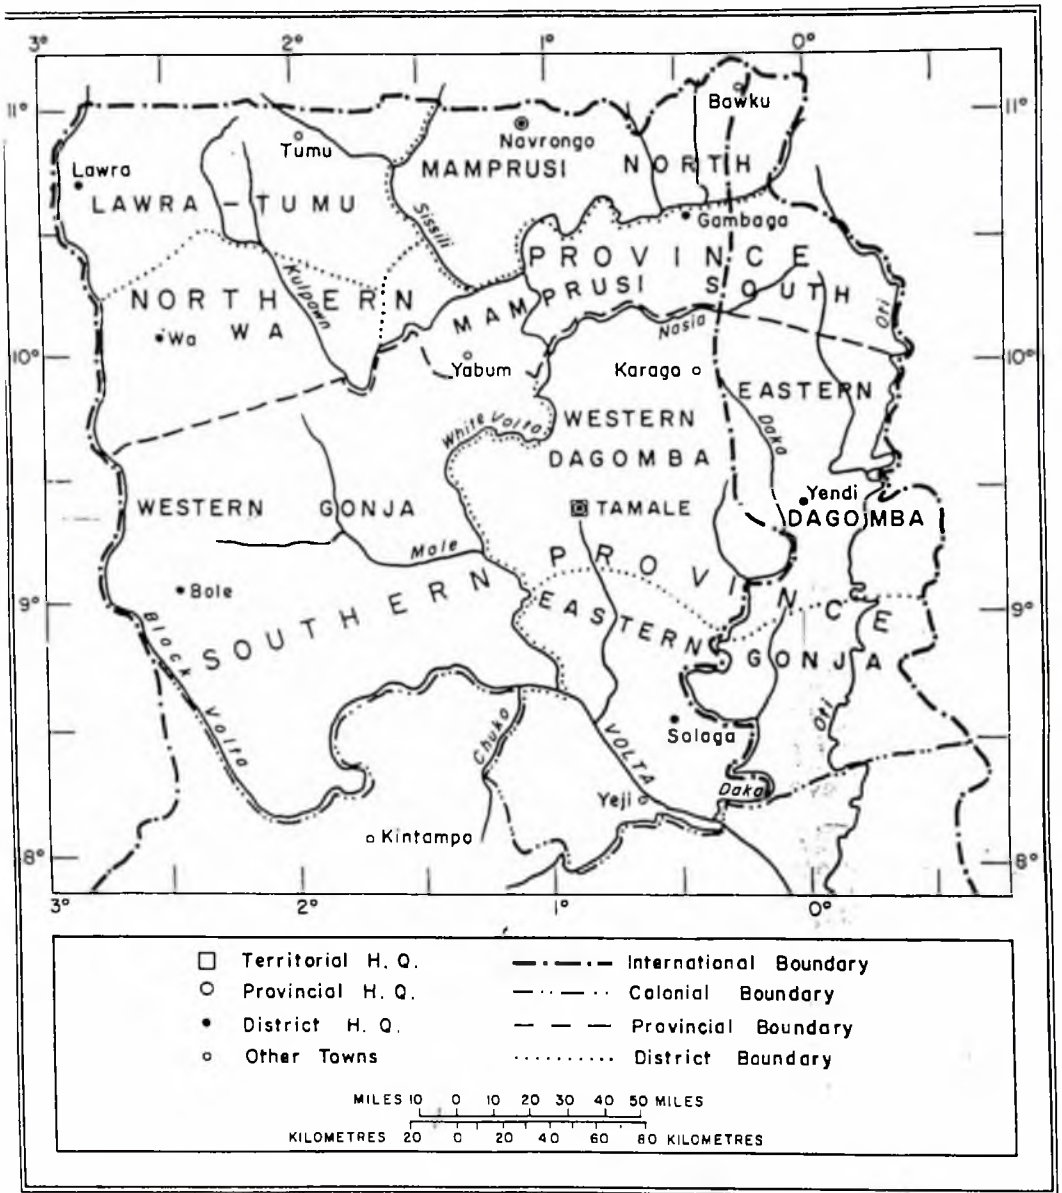 3° 2° 1° 0°
11° 11°
Bawku
Tumu
Navrongo
Lawra
MAMPRUSI NORTH
LAWRA – TUMU
Gambaga
Sissili
PROVINCE
Kulpawn
NORTHERN
MAMPRUSI SOUTH
Oti
WA
Wa
Nasia
10° 10°
Yabum
Karaga
EASTERN
WESTERN
White Volta
Daka
DAGOMBA
Yendi
WESTERN GONJA
TAMALE
DAGOMBA
Mole
PROVINCE
Bole
SOUTHERN
EASTERN
9° 9°
Black Volta
GONJA
Chuko
VOLTA
Salaga
Oti
Yeji
Daka
Kintampo
8° 8°
3° 2° 1° 0°
Territorial H. Q.
Provincial H. Q.
District H. Q.
Other Towns
International Boundary
Colonial Boundary
Provincial Boundary
District Boundary
MILES 10 0 10 20 30 40 50 MILES
KILOMETRES 20 0 20 40 60 80 KILOMETRES